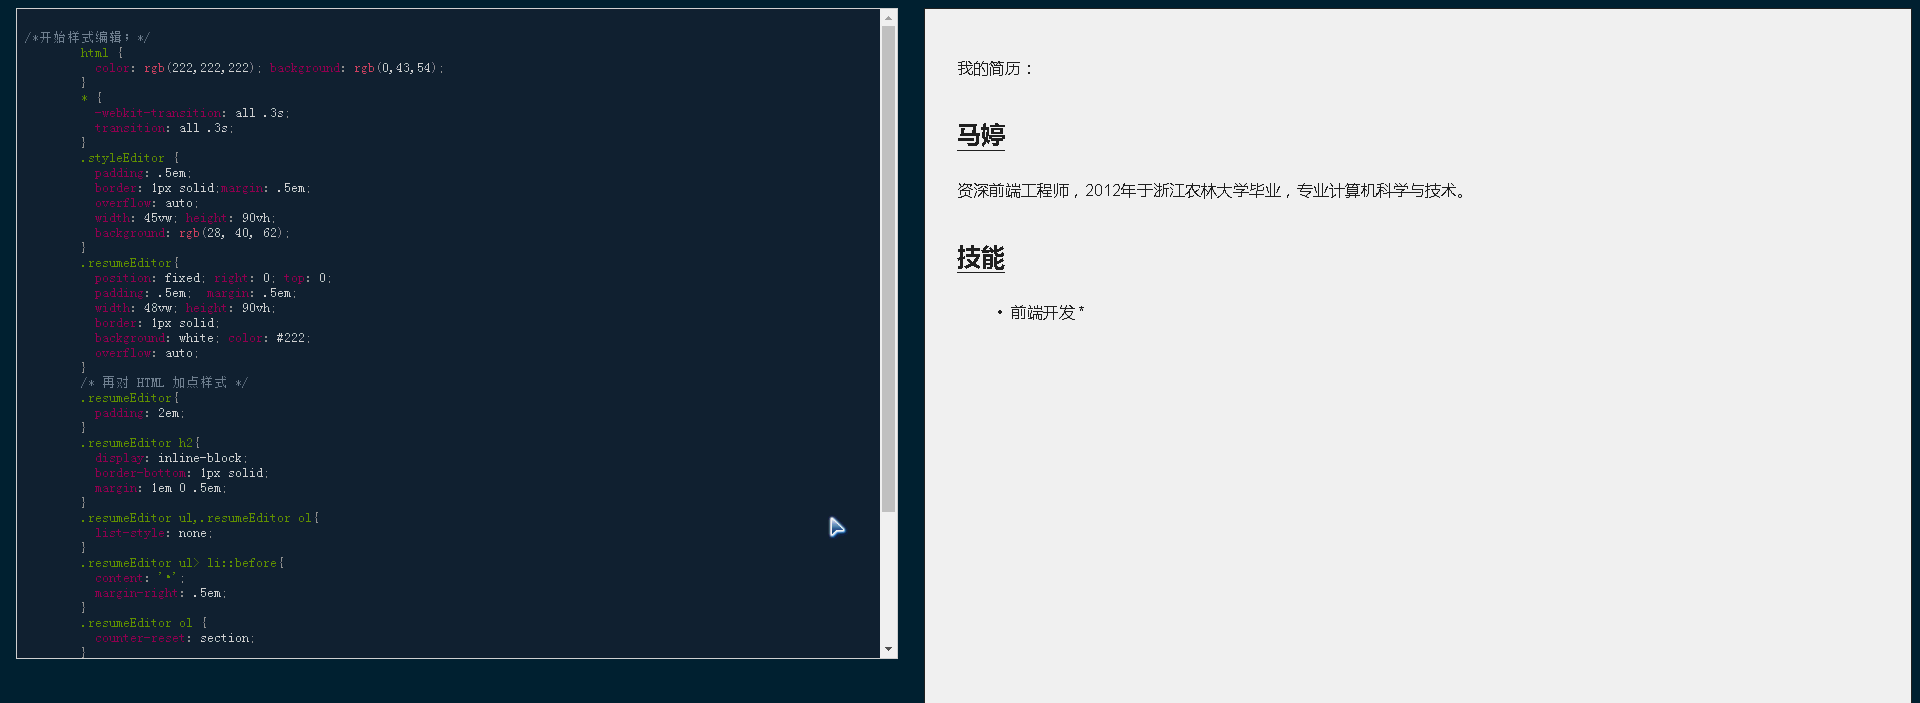 /*开始样式编辑；*/
html {
color: rgb(222,222,222); background: rgb(0,43,54);
}
* {
-webkit-transition: all .3s;
transition: all .3s;
}
.styleEditor {
padding: .5em;
border: 1px solid;margin: .5em;
overflow: auto;
width: 45vw; height: 90vh;
background: rgb(28, 40, 62);
}
.resumeEditor{
position: fixed; right: 0; top: 0;
padding: .5em;  margin: .5em;
width: 48vw; height: 90vh;
border: 1px solid;
background: white; color: #222;
overflow: auto;
}
/* 再对 HTML 加点样式 */
.resumeEditor{
padding: 2em;
}
.resumeEditor h2{
display: inline-block;
border-bottom: 1px solid;
margin: 1em 0 .5em;
}
.resumeEditor ul,.resumeEditor ol{
list-style: none;
}
.resumeEditor ul> li::before{
content: '•';
margin-right: .5em;
}
.resumeEditor ol {
counter-reset: section;
}
我的简历：
马婷
资深前端工程师，2012年于浙江农林大学毕业，专业计算机科学与技术。
技能
• 前端开发 *